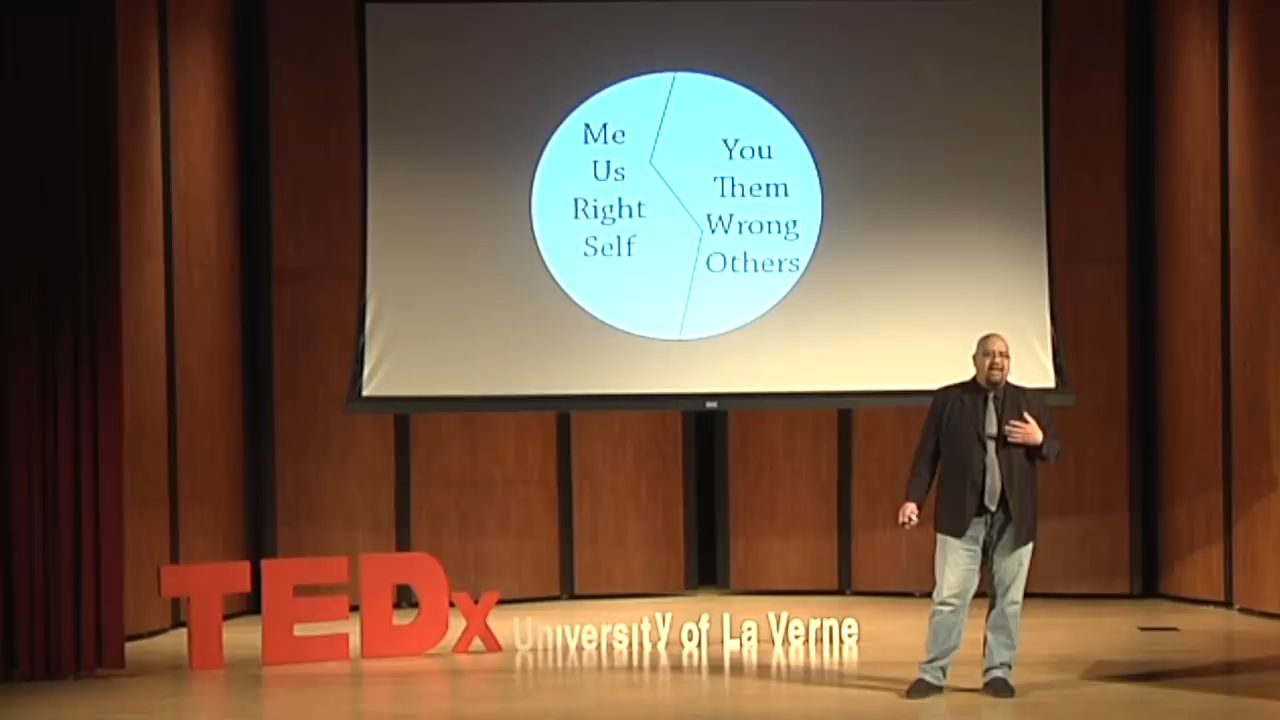 Me
Us
Right
Self
You
Them
Wrong
Others
TEDx
University of La Verne